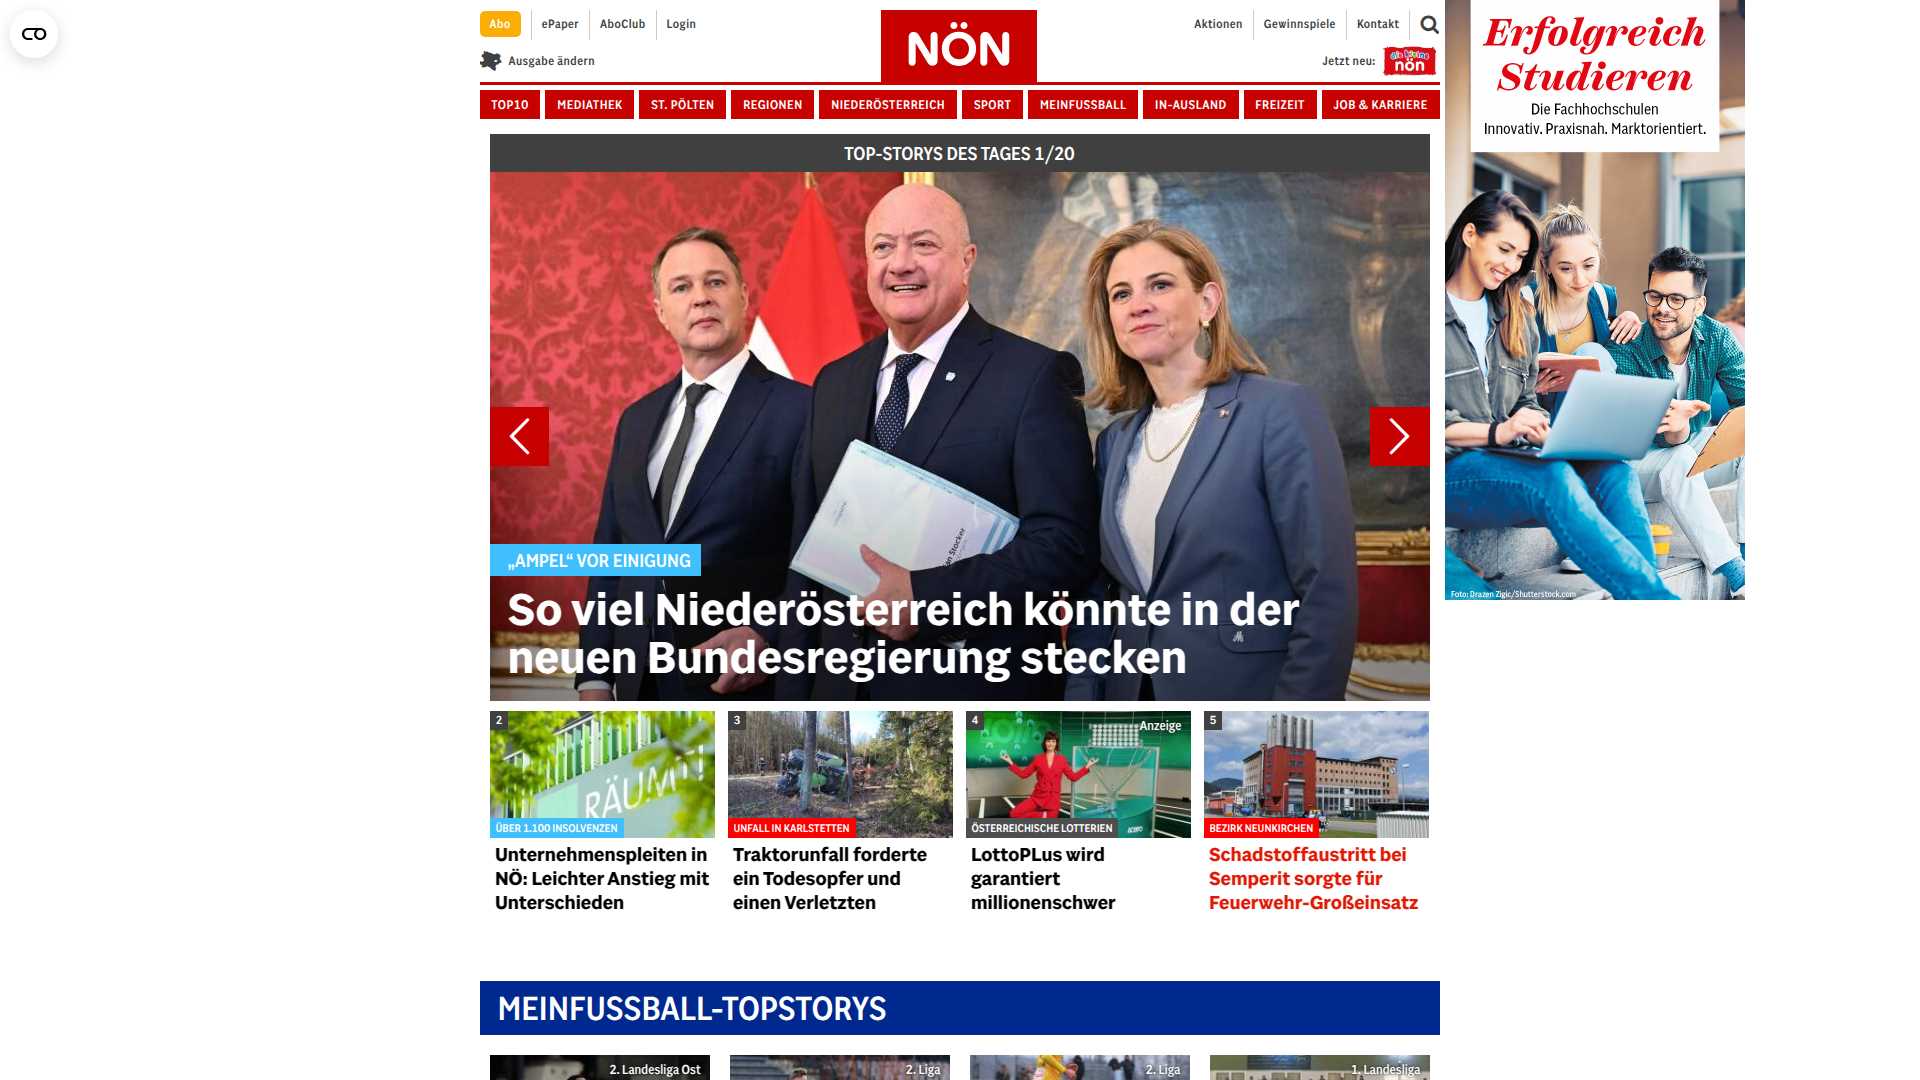 Abo
ePaper
AboClub
Login
NÖN
Aktionen
Gewinnspiele
Kontakt
Ausgabe ändern
Jetzt neu:
die kleine
nön
TOP10
MEDIATHEK
ST. PÖLTEN
REGIONEN
NIEDERÖSTERREICH
SPORT
MEINFUSSBALL
IN-AUSLAND
FREIZEIT
JOB & KARRIERE
Erfolgreich
Studieren
Die Fachhochschulen
Innovativ. Praxisnah. Marktorientiert.
Foto: Drazen Zigic/Shutterstock.com
TOP-STORYS DES TAGES 1/20
Stocker
„AMPEL“ VOR EINIGUNG
So viel Niederösterreich könnte in der
neuen Bundesregierung stecken
2
RÄUMT!
ÜBER 1.100 INSOLVENZEN
Unternehmenspleiten in
NÖ: Leichter Anstieg mit
Unterschieden
3
UNFALL IN KARLSTETTEN
Traktorunfall forderte
ein Todesopfer und
einen Verletzten
4
Anzeige
ÖSTERREICHISCHE LOTTERIEN
LottoPLus wird
garantiert
millionenschwer
5
BEZIRK NEUNKIRCHEN
Schadstoffaustritt bei
Semperit sorgte für
Feuerwehr-Großeinsatz
MEINFUSSBALL-TOPSTORYS
2. Landesliga Ost
2. Liga
2. Liga
1. Landesliga